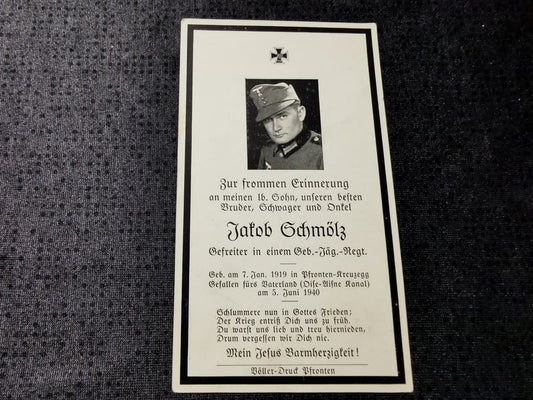 Zur frommen Erinnerung
an meinen lb. Sohn, unseren besten
Bruder, Schwager und Onkel
Jakob Schmölz
Gefreiter in einem Geb.-Jäg.-Regt.
Geb. am 7. Jan. 1919 in Pfronten-Kreuzegg
Gefallen fürs Vaterland (Oise-Aisne Kanal)
am 5. Juni 1940
Schlummere nun in Gottes Frieden;
Der Krieg entriß Dich uns zu früh.
Du warst uns lieb und treu hiernieden,
Drum vergessen wir Dich nie.
Mein Jesus Barmherzigkeit!
Böller-Druck Pfronten